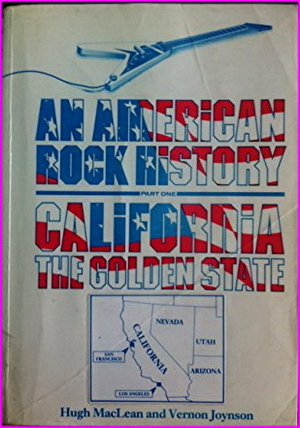 AN AMERiCAN
ROCK HiSTORY
PART ONE
CALiFORNiA
THE GOLDEN STATE
NEVADA
UTAH
CALIFORNIA
SAN
FRANCISCO
ARIZONA
LOS ANGELES
Hugh MacLean and Vernon Joynson